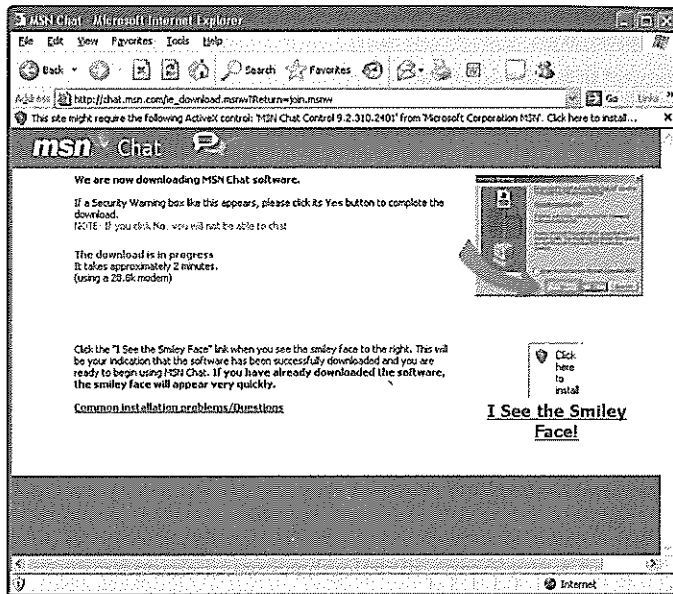 MSN Chat - Microsoft Internet Explorer
File Edit View Favorites Tools Help
Back Search Favorites
Address http://chat.msn.com/ie_download.msnw?Return=join.msnw Go Links »
This site might require the following ActiveX control: 'MSN Chat Control 9.2.310.2401' from 'Microsoft Corporation MSN'. Click here to install...
msn Chat
We are now downloading MSN Chat software.
If a Security Warning box like this appears, please click its Yes button to complete the
download.
NOTE: If you click No, you will not be able to chat
The download is in progress
It takes approximately 2 minutes.
(using a 28.8k modem)
Click the "I See the Smiley Face" link when you see the smiley face to the right. This will
be your indication that the software has been successfully downloaded and you are
ready to begin using MSN Chat. If you have already downloaded the software,
the smiley face will appear very quickly.
Click
here
to
install
Common installation problems/Questions
I See the Smiley
Face!
Internet